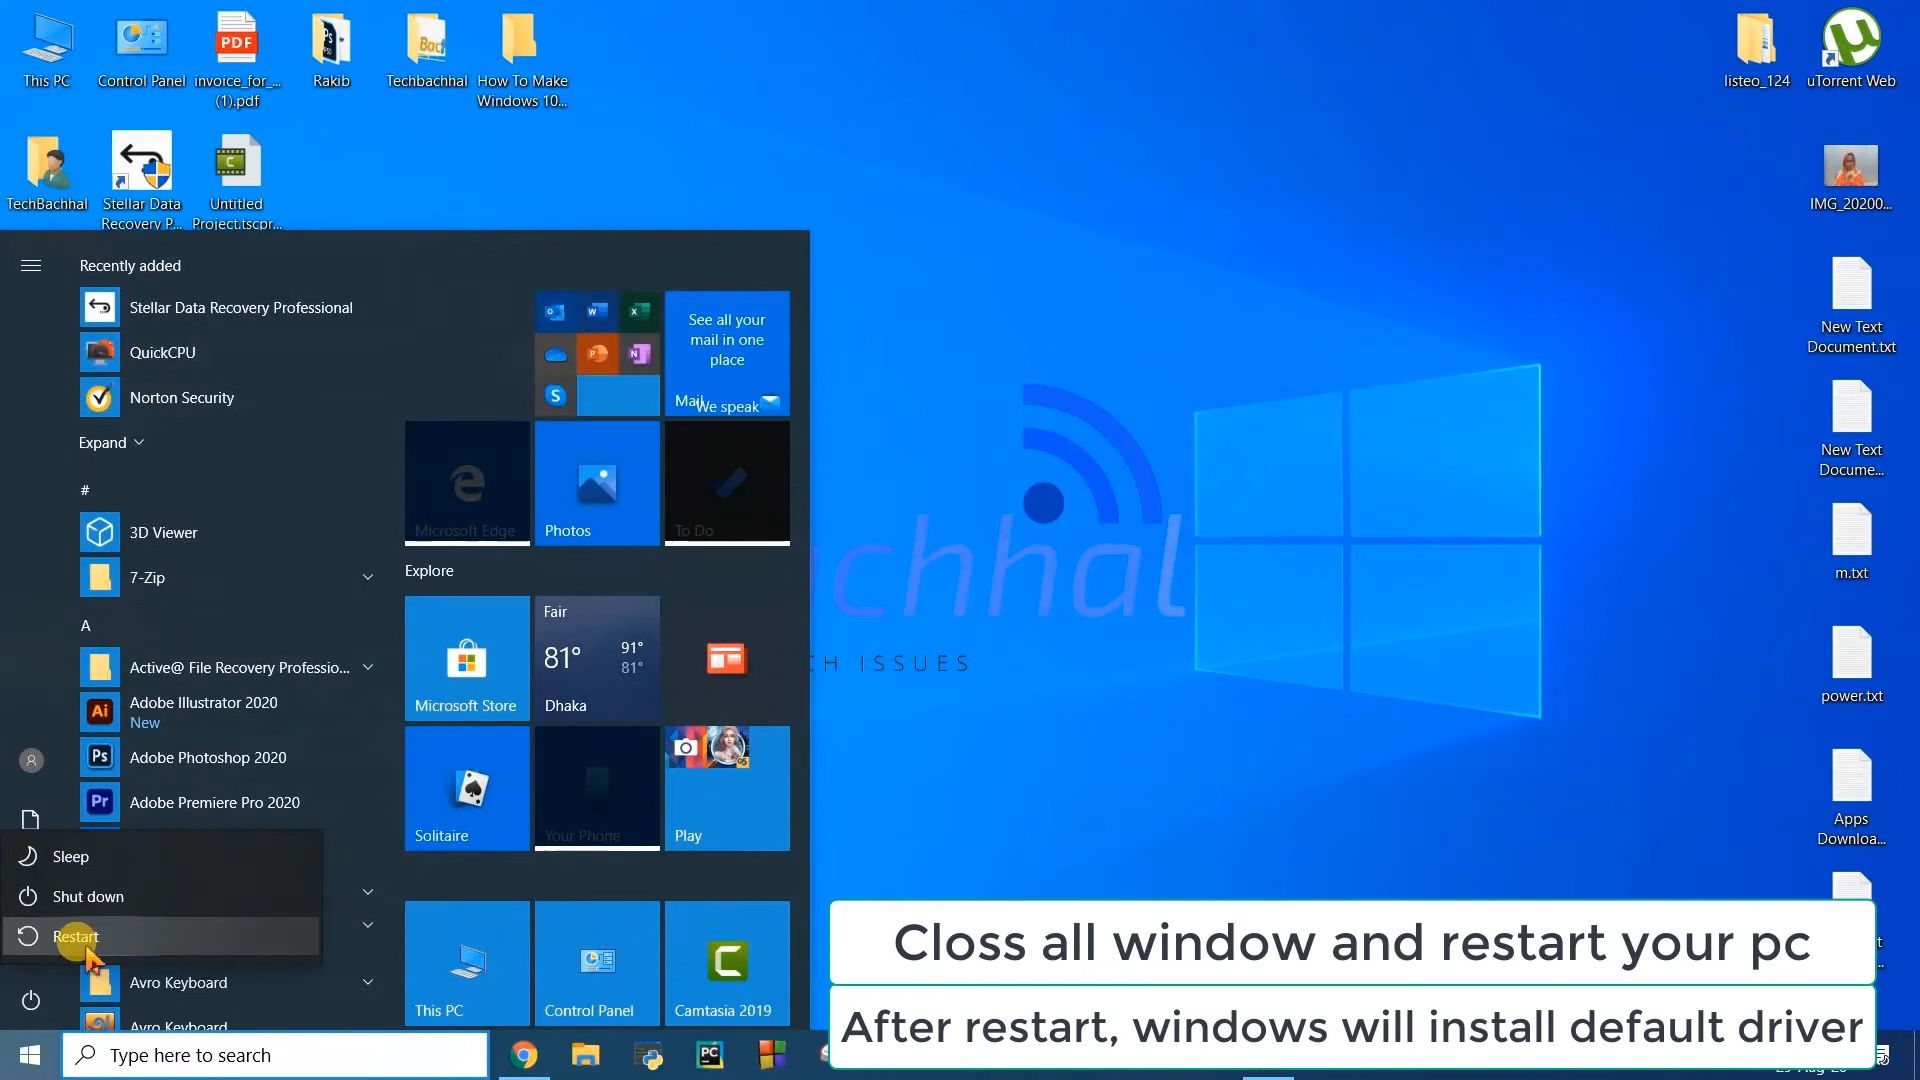 This PC
Control Panel
invoice_for_...
(1).pdf
Rakib
Techbachhal
How To Make
Windows 10...
listeo_124
uTorrent Web
TechBachhal
Stellar Data
Recovery P...
Untitled
Project.tscpr...
IMG_20200...
New Text
Document.txt
New Text
Docume...
m.txt
power.txt
Apps
Downloa...
Recently added
Stellar Data Recovery Professional
QuickCPU
Norton Security
Expand
#
3D Viewer
7-Zip
A
Active@ File Recovery Professio...
Adobe Illustrator 2020
New
Adobe Photoshop 2020
Adobe Premiere Pro 2020
Sleep
Shut down
Restart
Avro Keyboard
Avro Keyboard
See all your
mail in one
place
Mail
We speak
Microsoft Edge
Photos
To Do
Explore
Microsoft Store
Fair
81°
91°
81°
Dhaka
Solitaire
Your Phone
Play
This PC
Control Panel
Camtasia 2019
chhal
CH ISSUES
Closs all window and restart your pc
After restart, windows will install default driver
Type here to search